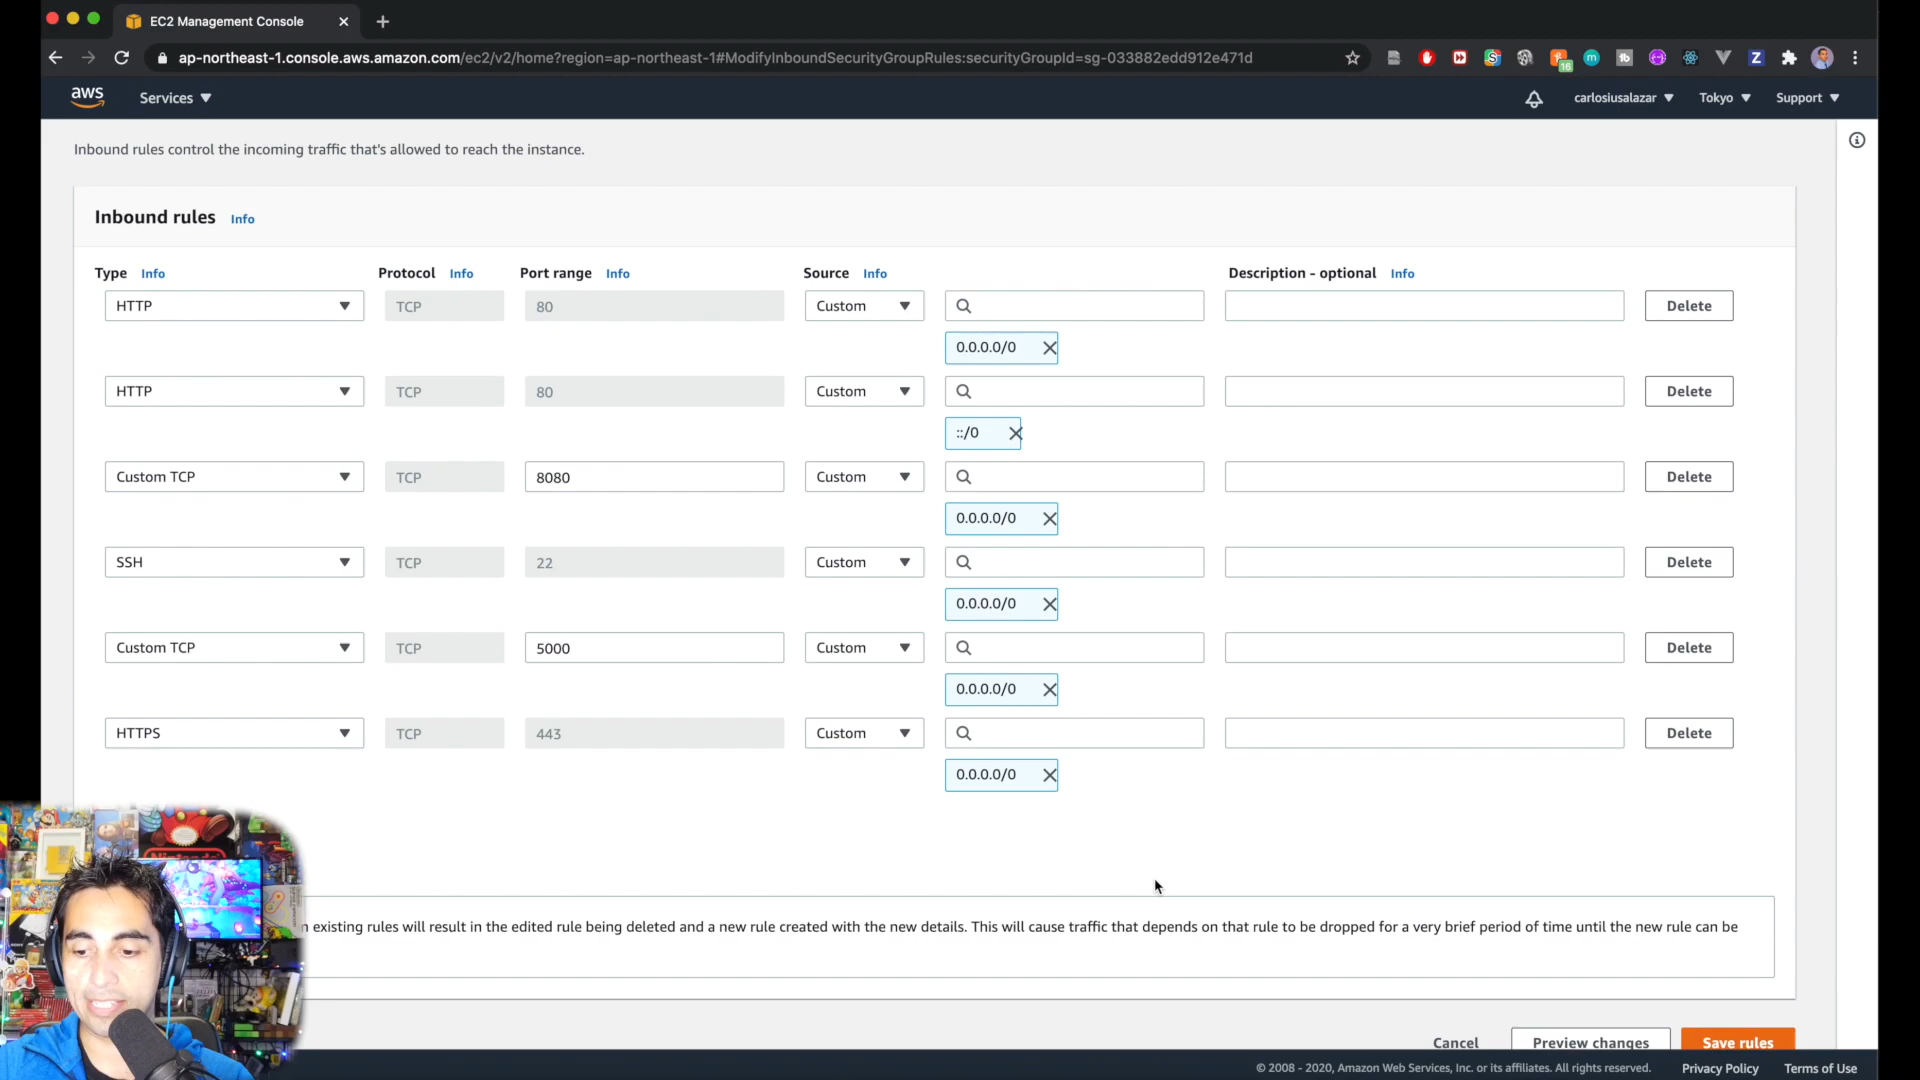 EC2 Management Console
ap-northeast-1.console.aws.amazon.com/ec2/v2/home?region=ap-northeast-1#ModifyInboundSecurityGroupRules:securityGroupId=sg-033882edd912e471d
16
tb
Z
aws Services carlosiusalazar Tokyo Support
Inbound rules control the incoming traffic that's allowed to reach the instance.
Inbound rules Info
Type Info Protocol Info Port range Info Source Info Description - optional Info
HTTP TCP 80 Custom Delete
0.0.0.0/0
HTTP TCP 80 Custom Delete
::/0
Custom TCP TCP 8080 Custom Delete
0.0.0.0/0
SSH TCP 22 Custom Delete
0.0.0.0/0
Custom TCP TCP 5000 Custom Delete
0.0.0.0/0
HTTPS TCP 443 Custom Delete
0.0.0.0/0
Nintendo
n existing rules will result in the edited rule being deleted and a new rule created with the new details. This will cause traffic that depends on that rule to be dropped for a very brief period of time until the new rule can be
Cancel Preview changes Save rules
© 2008 - 2020, Amazon Web Services, Inc. or its affiliates. All rights reserved. Privacy Policy Terms of Use